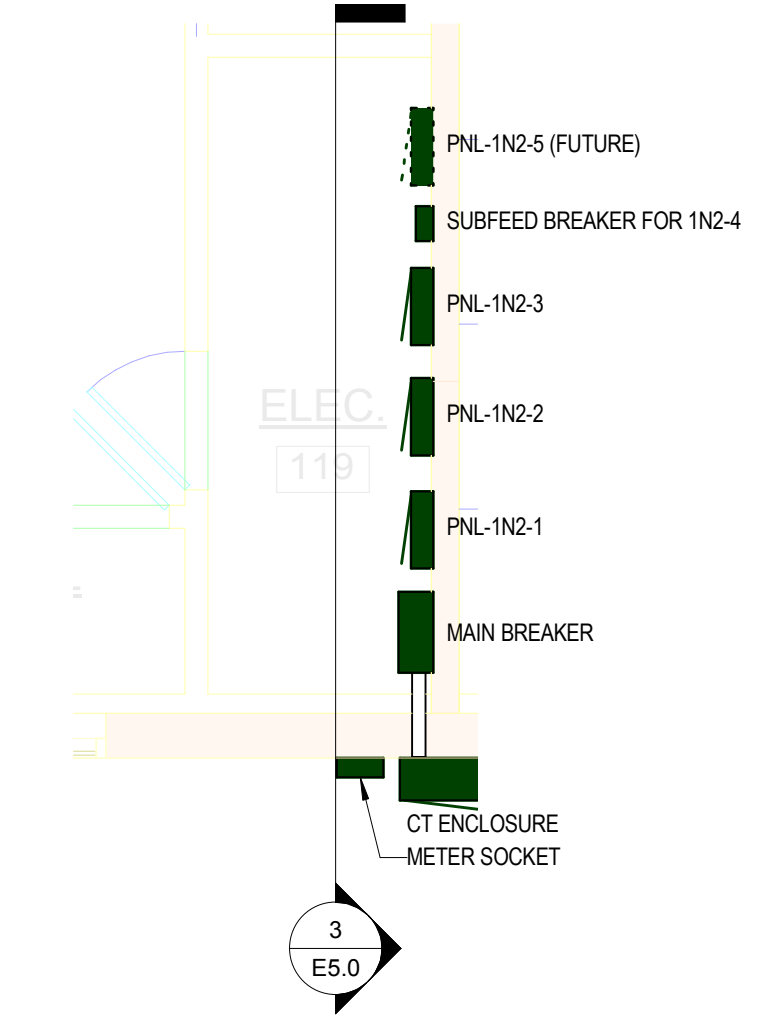 PNL-1N2-5 (FUTURE)
SUBFEED BREAKER FOR 1N2-4
PNL-1N2-3
ELEC.
119
PNL-1N2-2
PNL-1N2-1
MAIN BREAKER
CT ENCLOSURE
METER SOCKET
3
E5.0